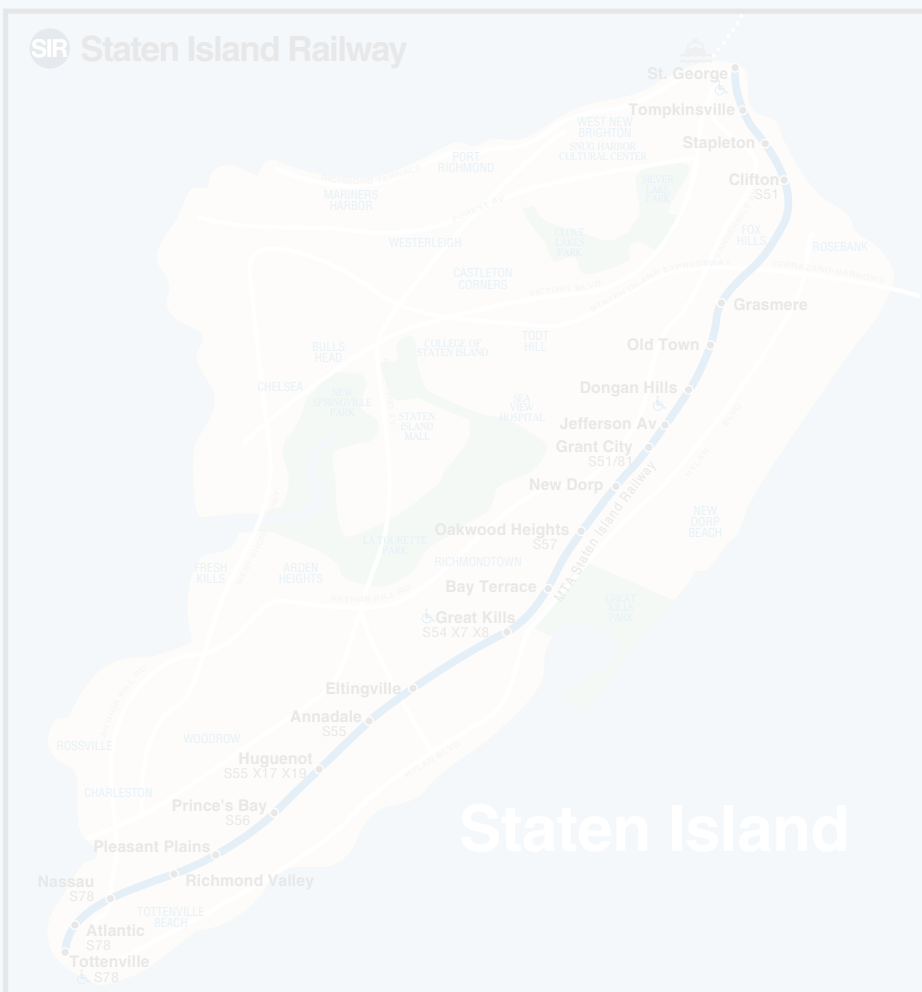 SIR Staten Island Railway
St. George
Tompkinsville
WEST NEW
BRIGHTON
SNUG HARBOR
CULTURAL CENTER
Stapleton
PORT
RICHMOND
Clifton
S51
SILVER
LAKE
PARK
MARINERS
HARBOR
FOX
HILLS
ROSEBANK
WESTERLEIGH
CLOVE
LAKES
PARK
CASTLETON
CORNERS
Grasmere
Old Town
TODT
HILL
COLLEGE OF
STATEN ISLAND
BULLS
HEAD
CHELSEA
Dongan Hills
NEW
SPRINGVILLE
PARK
SEA
VIEW
HOSPITAL
STATEN
ISLAND
MALL
Jefferson Av
Grant City
S51/81
New Dorp
MTA Staten Island Railway
NEW
DORP
BEACH
Oakwood Heights
S57
LA TOURETTE
PARK
RICHMONDTOWN
FRESH
KILLS
ARDEN
HEIGHTS
Bay Terrace
GREAT
KILLS
PARK
Great Kills
S54 X7 X8
Eltingville
Annadale
S55
WOODROW
ROSSVILLE
Huguenot
S55 X17 X19
CHARLESTON
Prince's Bay
S56
Staten Island
Pleasant Plains
Richmond Valley
Nassau
S78
TOTTENVILLE
BEACH
Atlantic
S78
Tottenville
S78